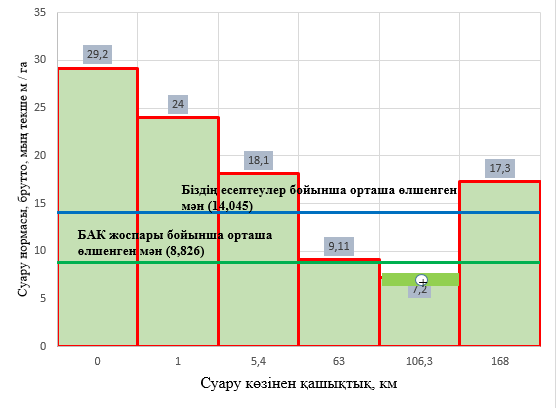 35
30
25
20
15
10
5
0
Суару нормасы, брутто, мың текше м / га
29,2
24
18,1
9,11
7,2
17,3
Біздің есептеулер бойынша орташа өлшенген
мән (14,045)
БАК жоспары бойынша орташа
өлшенген мән (8,826)
0 1 5,4 63 106,3 168
Суару көзінен қашықтық, км